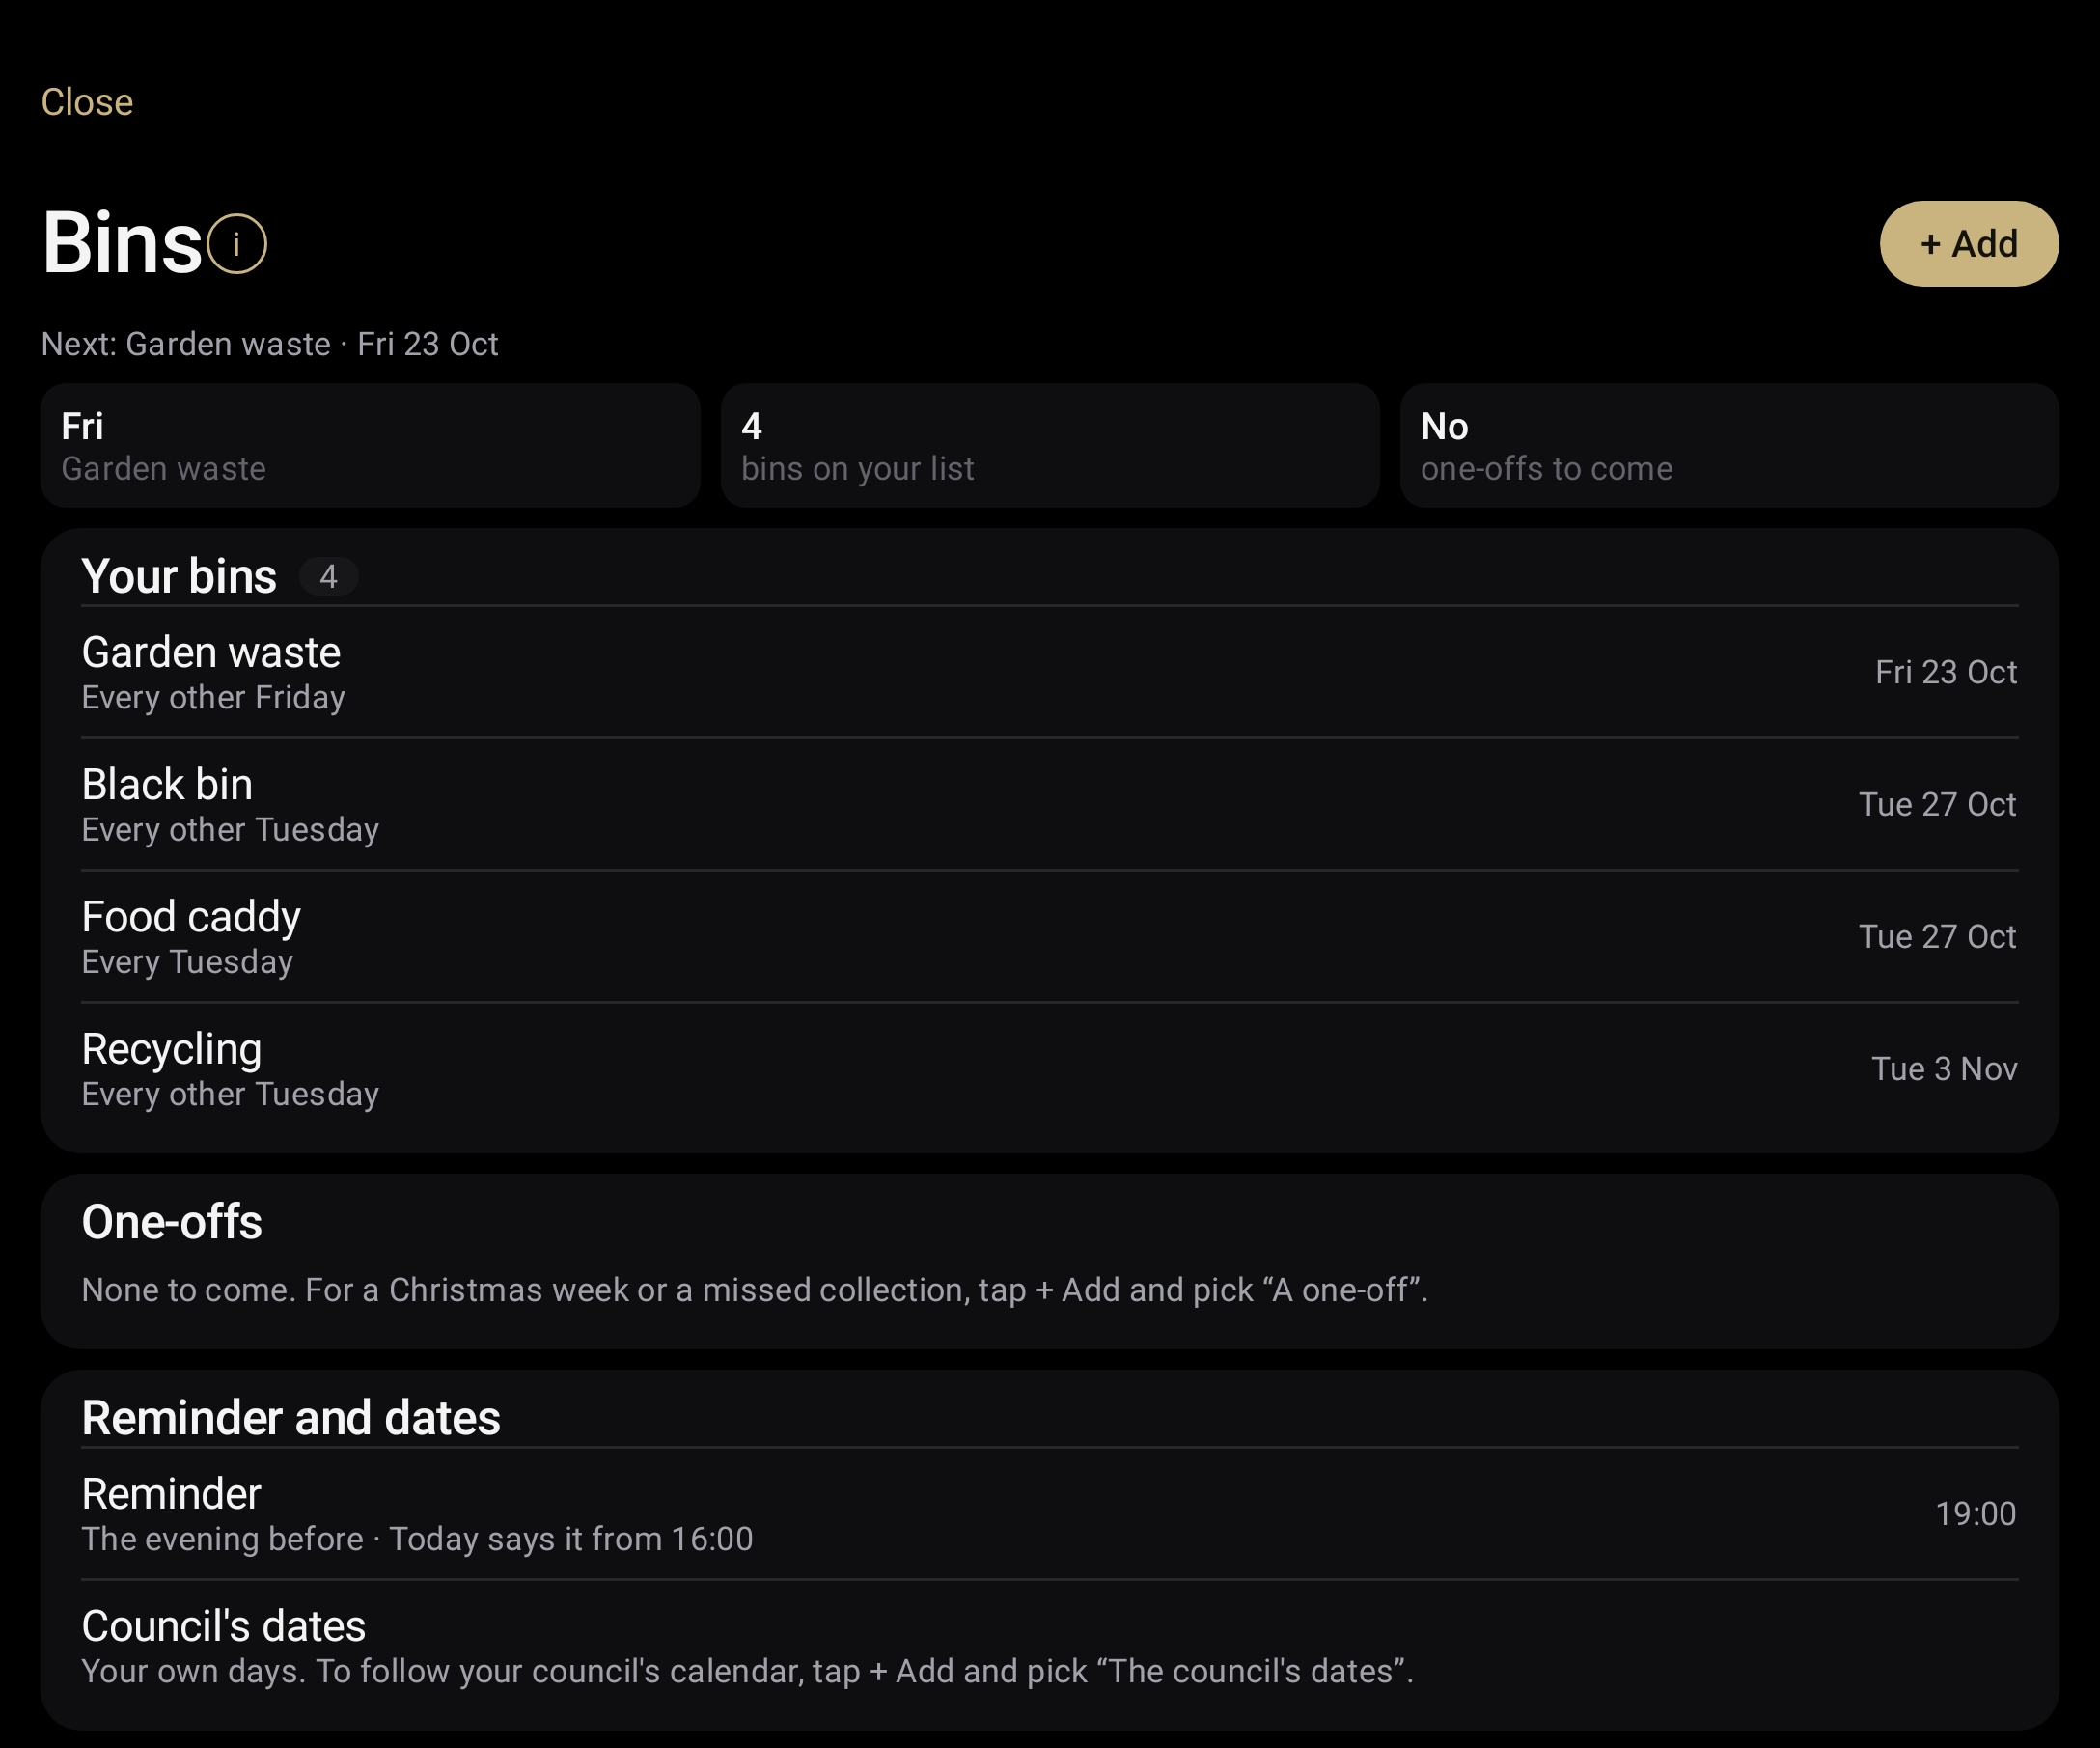 Close
Bins i
+ Add
Next: Garden waste · Fri 23 Oct
Fri
Garden waste
4
bins on your list
No
one-offs to come
Your bins 4
Garden waste
Every other Friday
Fri 23 Oct
Black bin
Every other Tuesday
Tue 27 Oct
Food caddy
Every Tuesday
Tue 27 Oct
Recycling
Every other Tuesday
Tue 3 Nov
One-offs
None to come. For a Christmas week or a missed collection, tap + Add and pick “A one-off”.
Reminder and dates
Reminder
The evening before · Today says it from 16:00
19:00
Council's dates
Your own days. To follow your council's calendar, tap + Add and pick “The council's dates”.